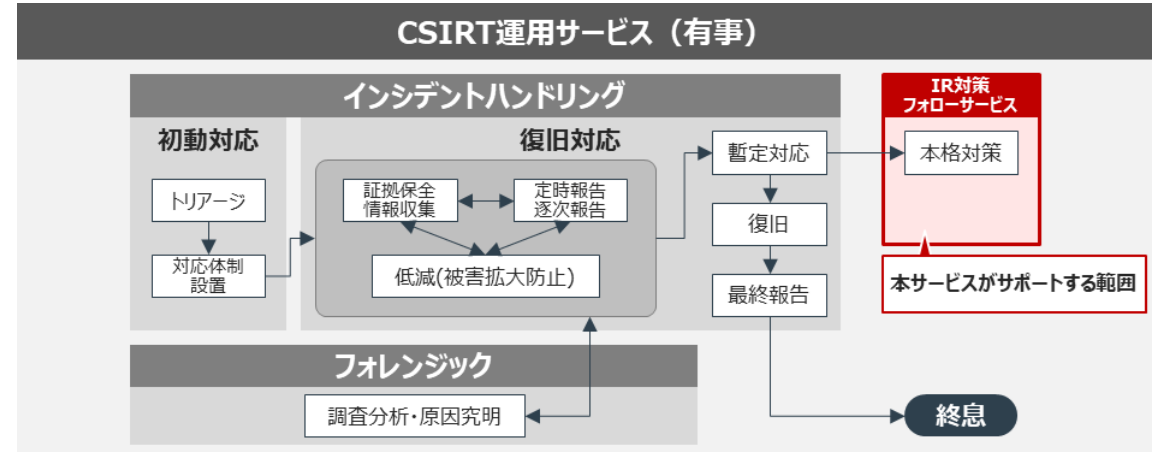 CSIRT運用サービス（有事）
インシデントハンドリング
初動対応
トリアージ
対応体制
設置
復旧対応
証拠保全
情報収集
定時報告
逐次報告
低減(被害拡大防止)
暫定対応
復旧
最終報告
IR対策
フォローサービス
本格対策
本サービスがサポートする範囲
フォレンジック
調査分析・原因究明
終息